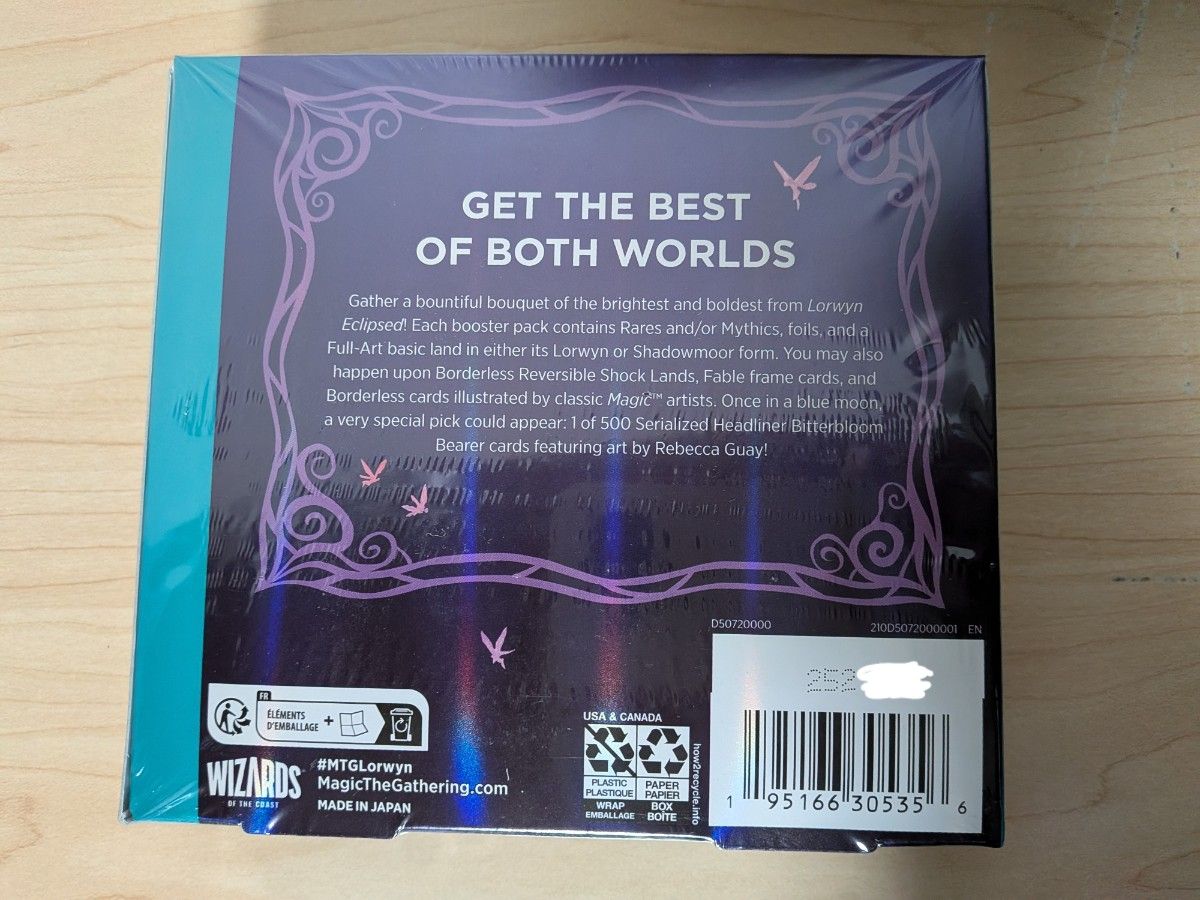 GET THE BEST
OF BOTH WORLDS
Gather a bountiful bouquet of the brightest and boldest from Lorwyn
Eclipsed! Each booster pack contains Rares and/or Mythics, foils, and a
Full-Art basic land in either its Lorwyn or Shadowmoor form. You may also
happen upon Borderless Reversible Shock Lands, Fable frame cards, and
Borderless cards illustrated by classic Magic™ artists. Once in a blue moon,
a very special pick could appear: 1 of 500 Serialized Headliner Bitterbloom
Bearer cards featuring art by Rebecca Guay!
D50720000
210D5072000001 EN
252
FR
ÉLÉMENTS
D'EMBALLAGE
+
WIZARDS
OF THE COAST
#MTGLorwyn
MagicTheGathering.com
MADE IN JAPAN
USA & CANADA
PLASTIC
PLASTIQUE
WRAP
EMBALLAGE
PAPER
PAPIER
BOX
BOÎTE
how2recycle.info
1 95166 30535 6